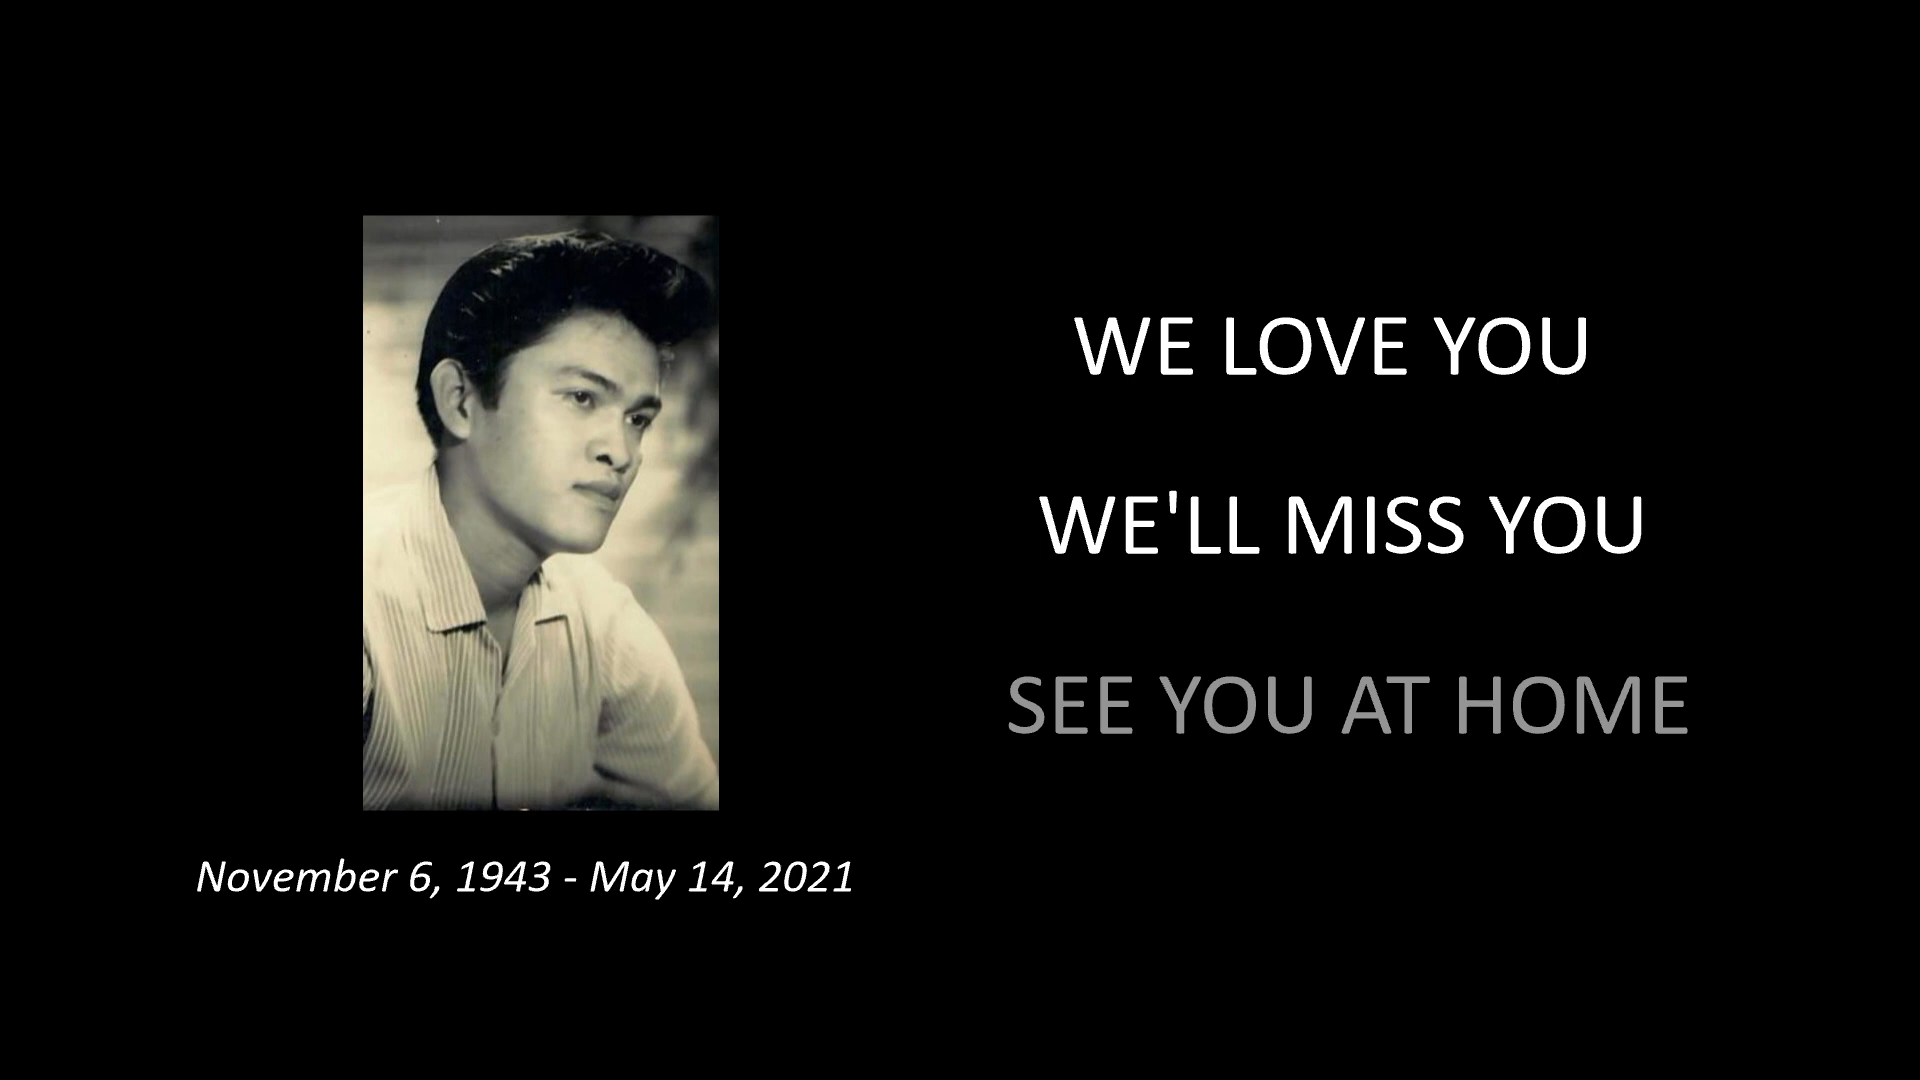 WE LOVE YOU
WE'LL MISS YOU
SEE YOU AT HOME
November 6, 1943 - May 14, 2021